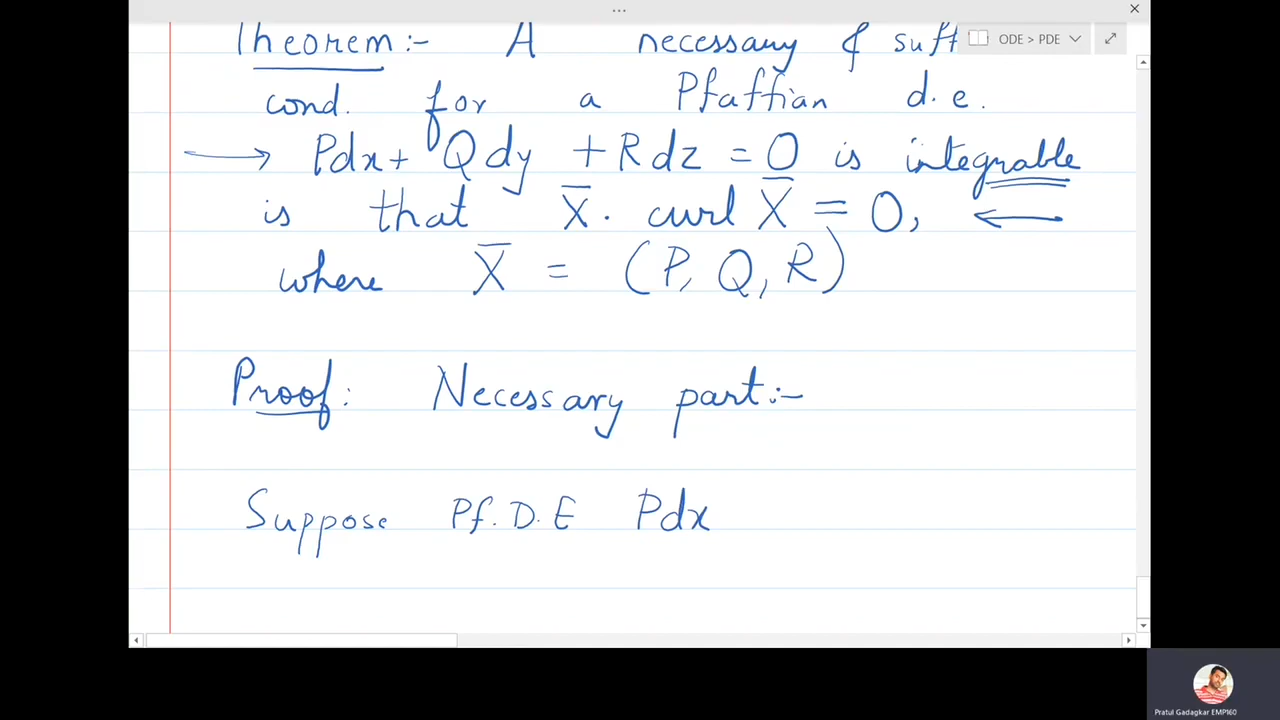 ODE > PDE
Theorem:- A necessary & suff
cond. for a Pfaffian d.e.
→ Pdx + Qdy + Rdz = 0 is integrable
is that X̄. curl X̄ = 0, ←
where X̄ = (P, Q, R)
Proof: Necessary part:-
Suppose Pf. D. E Pdx
Pratul Gadagkar EMP160